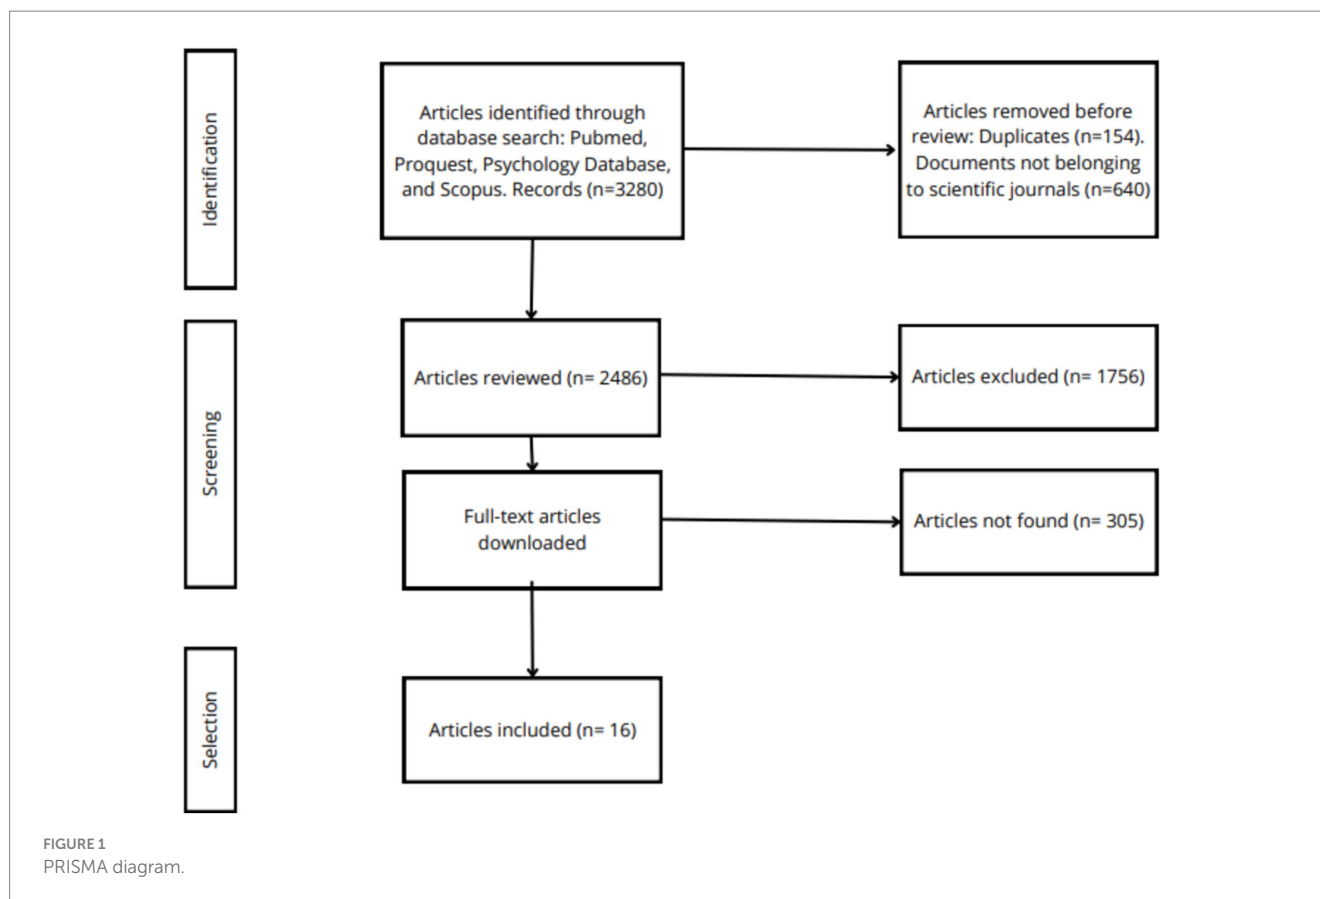 Identification
Articles identified through
database search: Pubmed,
Proquest, Psychology Database,
and Scopus. Records (n=3280)
Articles removed before
review: Duplicates (n=154).
Documents not belonging
to scientific journals (n=640)
Screening
Articles reviewed (n= 2486)
Articles excluded (n= 1756)
Full-text articles
downloaded
Articles not found (n= 305)
Selection
Articles included (n= 16)
FIGURE 1
PRISMA diagram.